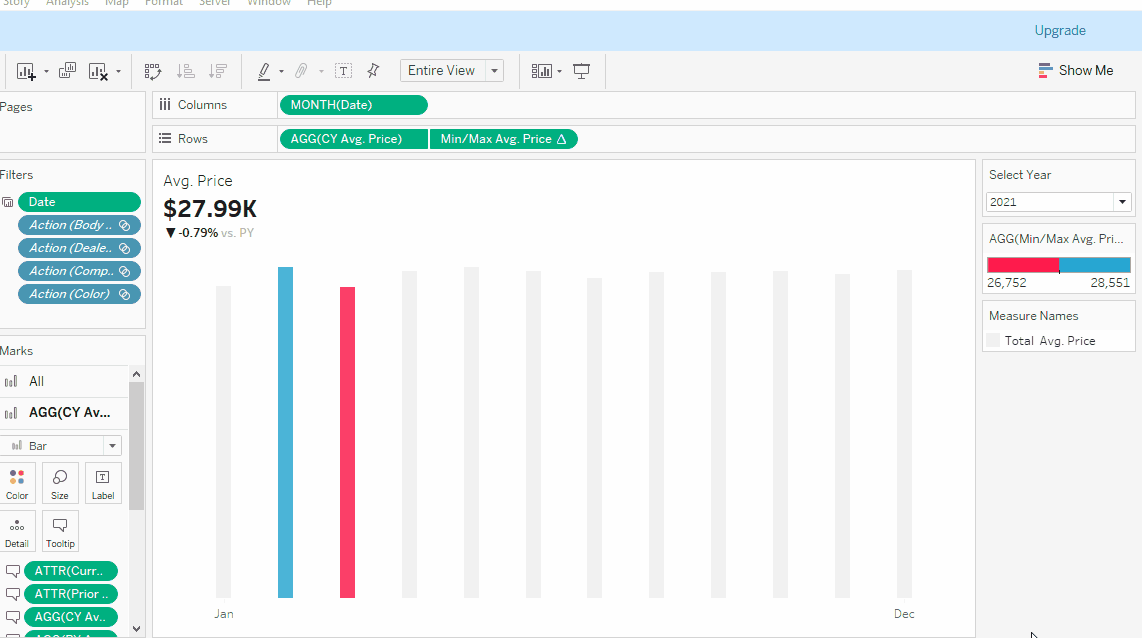 Story Analysis Map Format Server Window Help
Upgrade
T Entire View Show Me
Pages
Columns MONTH(Date)
Rows AGG(CY Avg. Price) Min/Max Avg. Price Δ
Filters
Date
Action (Body ..
Action (Deale..
Action (Comp..
Action (Color)
Avg. Price
$27.99K
▼-0.79% vs. PY
Jan Dec
Select Year
2021
AGG(Min/Max Avg. Pri...
26,752 28,551
Measure Names
Total Avg. Price
Marks
All
AGG(CY Av...
Bar
Color Size Label
Detail Tooltip
ATTR(Curr..
ATTR(Prior ..
AGG(CY Av..